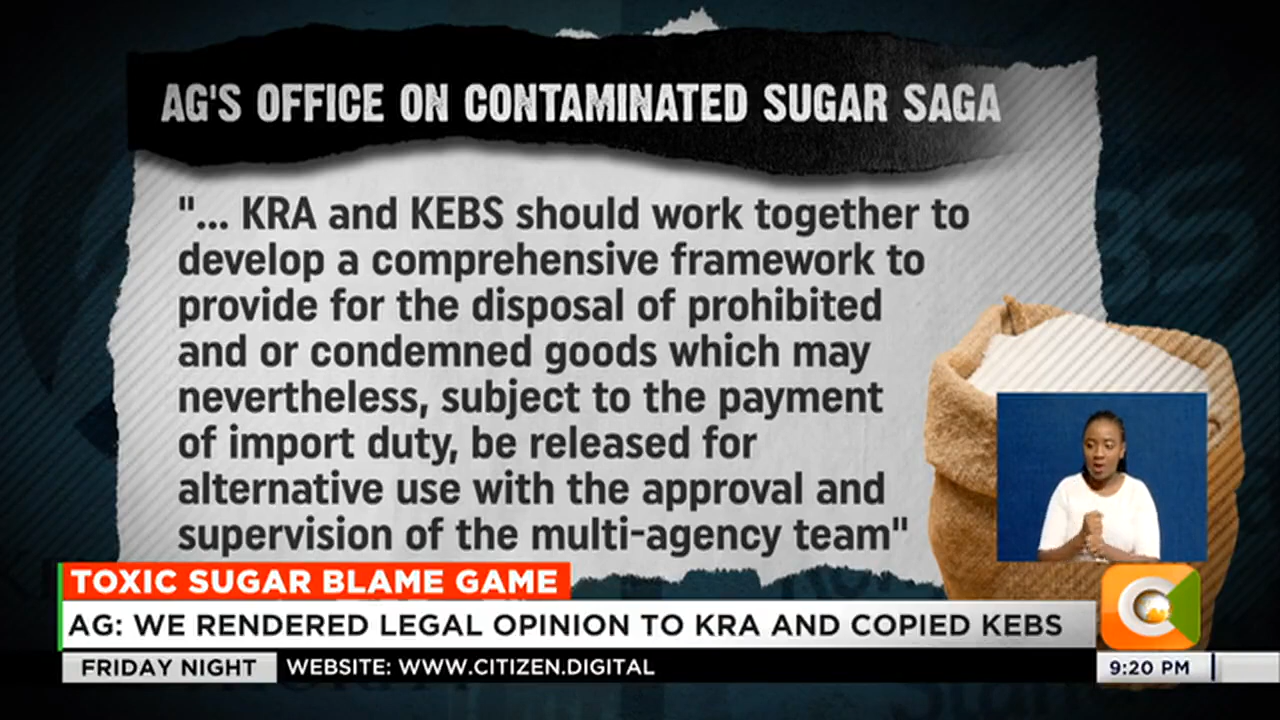 AG'S OFFICE ON CONTAMINATED SUGAR SAGA
"... KRA and KEBS should work together to
develop a comprehensive framework to
provide for the disposal of prohibited
and or condemned goods which may
nevertheless, subject to the payment
of import duty, be released for
alternative use with the approval and
supervision of the multi-agency team"
TOXIC SUGAR BLAME GAME
AG: WE RENDERED LEGAL OPINION TO KRA AND COPIED KEBS
FRIDAY NIGHT
WEBSITE: WWW.CITIZEN.DIGITAL
9:20 PM